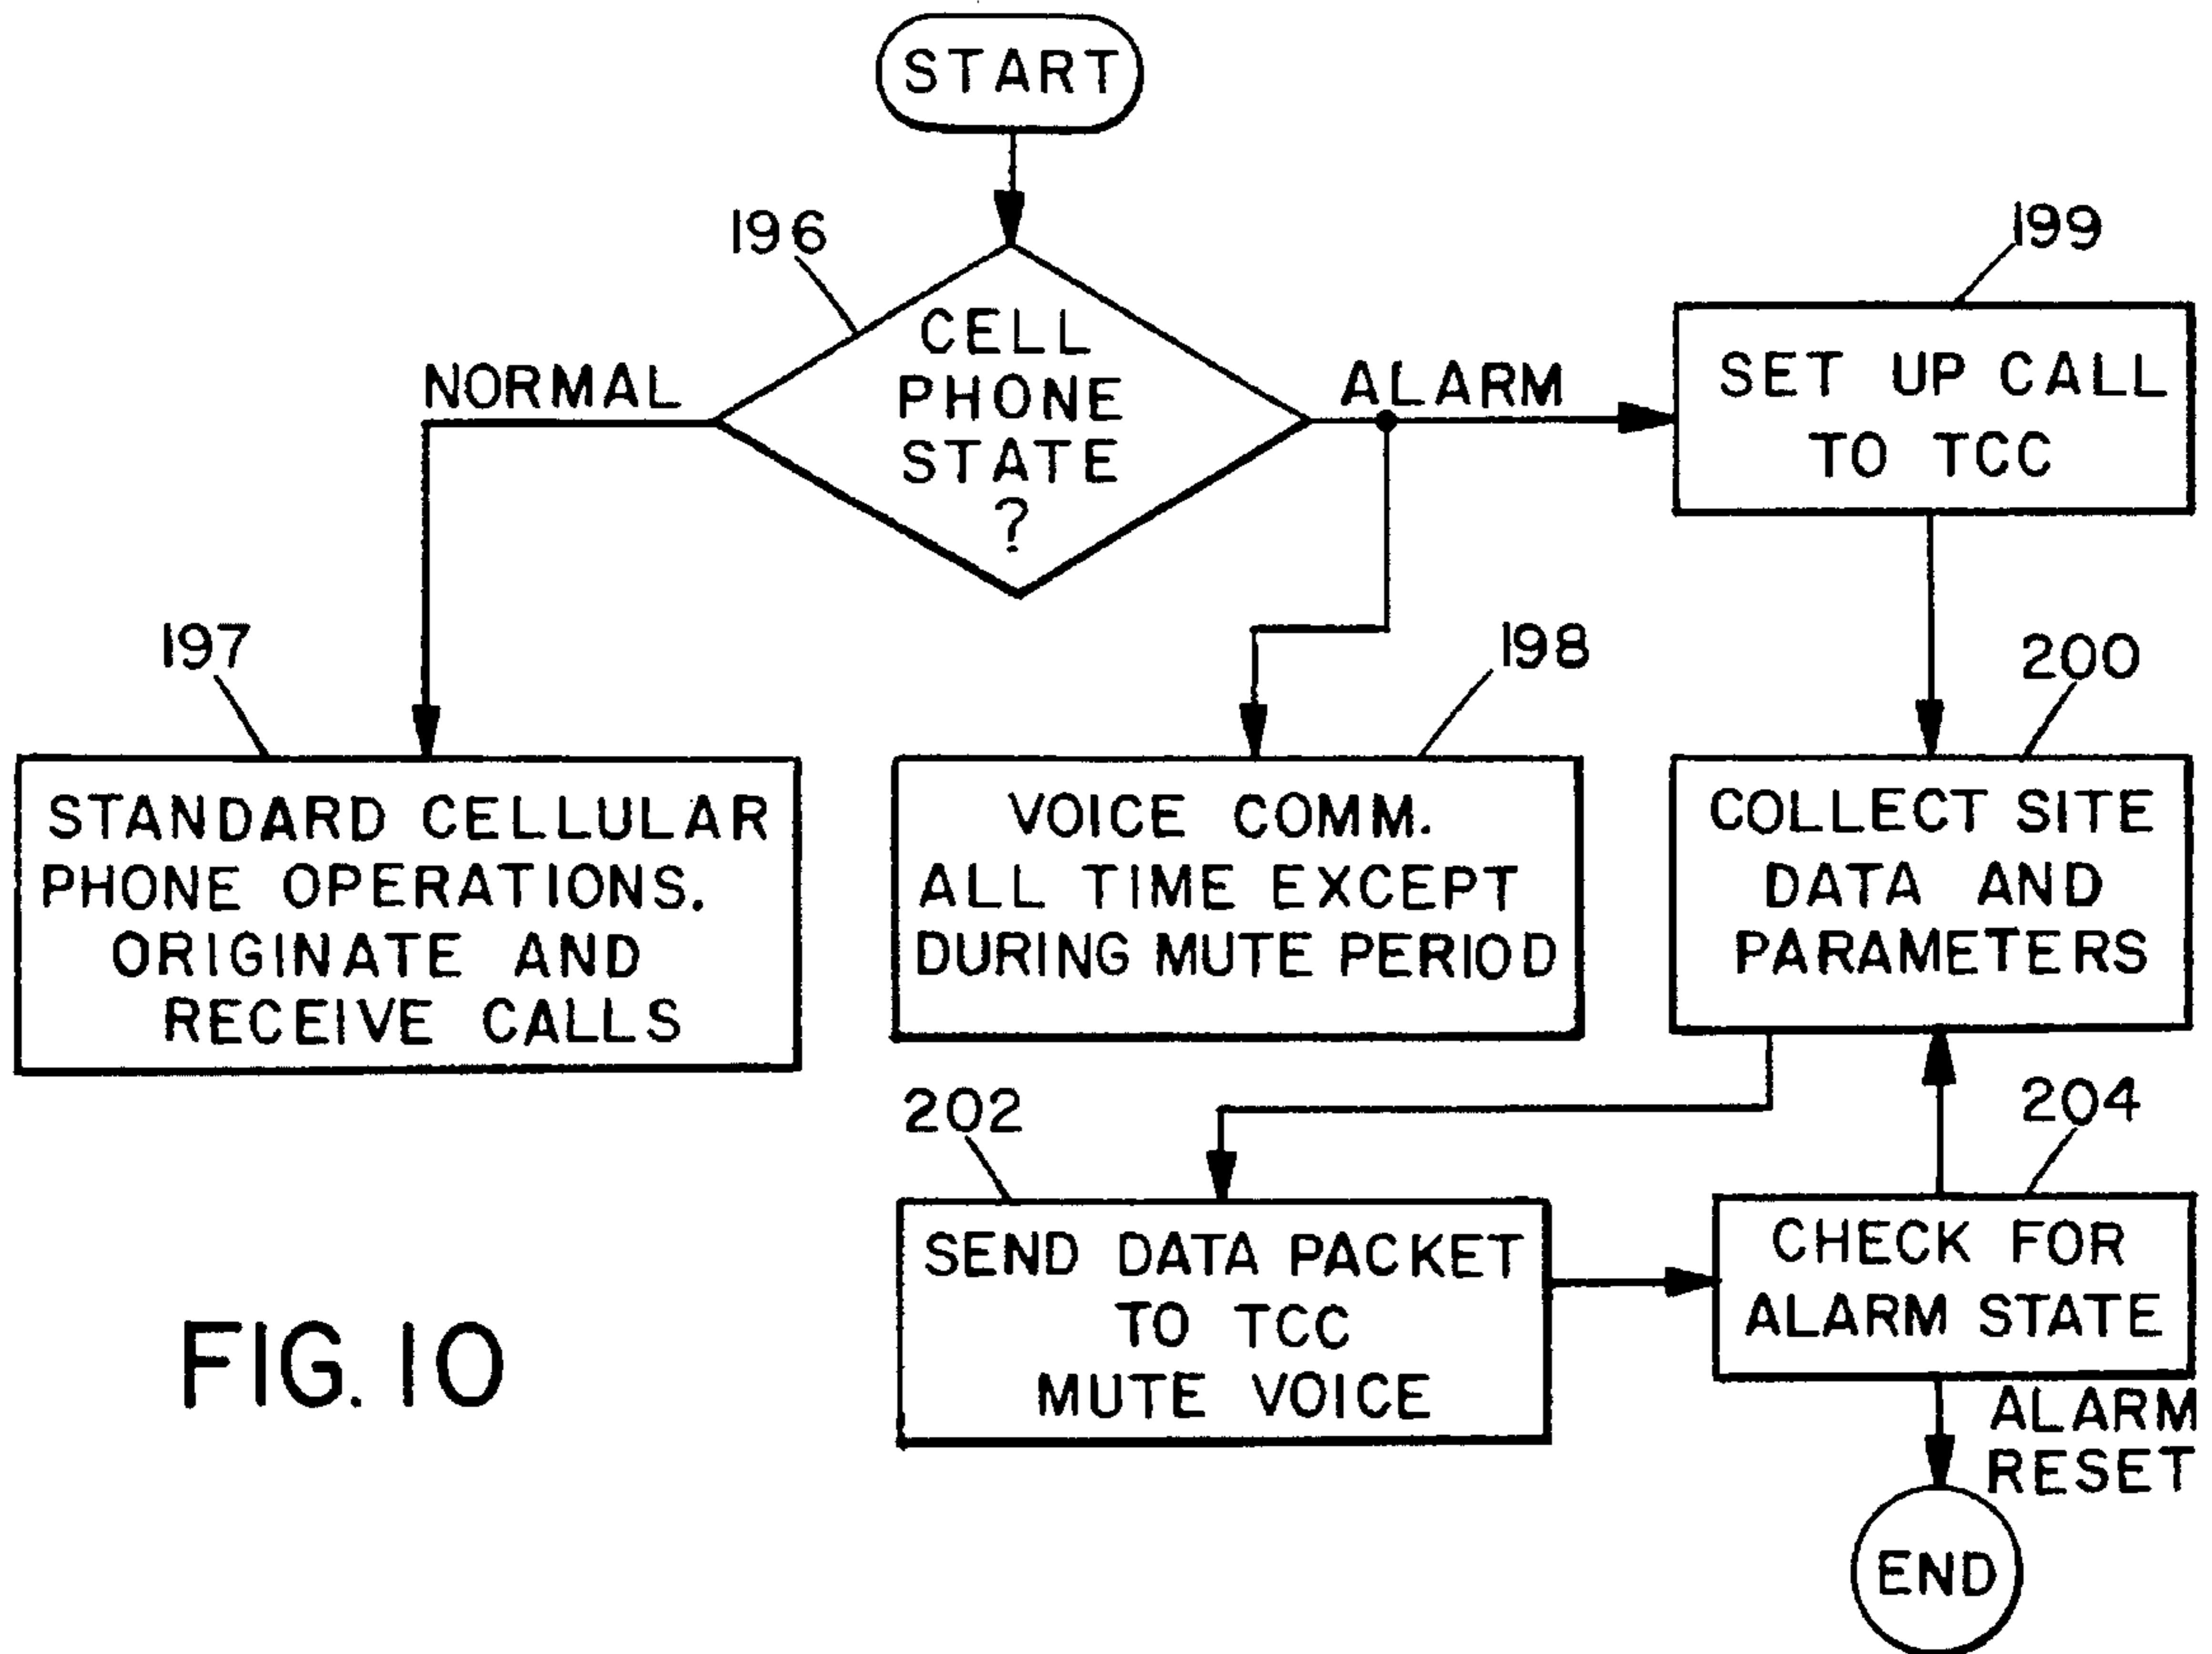 START
196
CELL
PHONE
STATE
?
NORMAL
ALARM
199
SET UP CALL
TO TCC
197
STANDARD CELLULAR
PHONE OPERATIONS.
ORIGINATE AND
RECEIVE CALLS
198
VOICE COMM.
ALL TIME EXCEPT
DURING MUTE PERIOD
200
COLLECT SITE
DATA AND
PARAMETERS
202
SEND DATA PACKET
TO TCC
MUTE VOICE
204
CHECK FOR
ALARM STATE
ALARM
RESET
END
FIG. 10